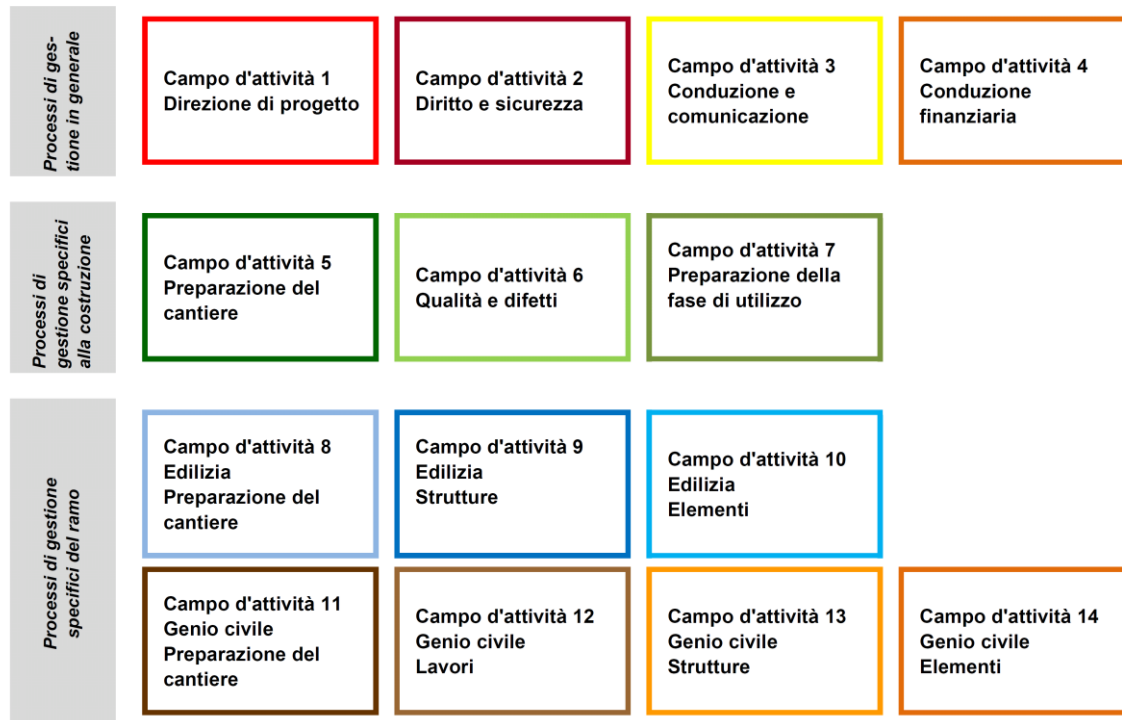 Processi di ges-
tione in generale
Campo d'attività 1
Direzione di progetto
Campo d'attività 2
Diritto e sicurezza
Campo d'attività 3
Conduzione e
comunicazione
Campo d'attività 4
Conduzione
finanziaria
Processi di
gestione specifici
alla costruzione
Campo d'attività 5
Preparazione del
cantiere
Campo d'attività 6
Qualità e difetti
Campo d'attività 7
Preparazione della
fase di utilizzo
Processi di gestione
specifici del ramo
Campo d'attività 8
Edilizia
Preparazione del
cantiere
Campo d'attività 9
Edilizia
Strutture
Campo d'attività 10
Edilizia
Elementi
Campo d'attività 11
Genio civile
Preparazione del
cantiere
Campo d'attività 12
Genio civile
Lavori
Campo d'attività 13
Genio civile
Strutture
Campo d'attività 14
Genio civile
Elementi